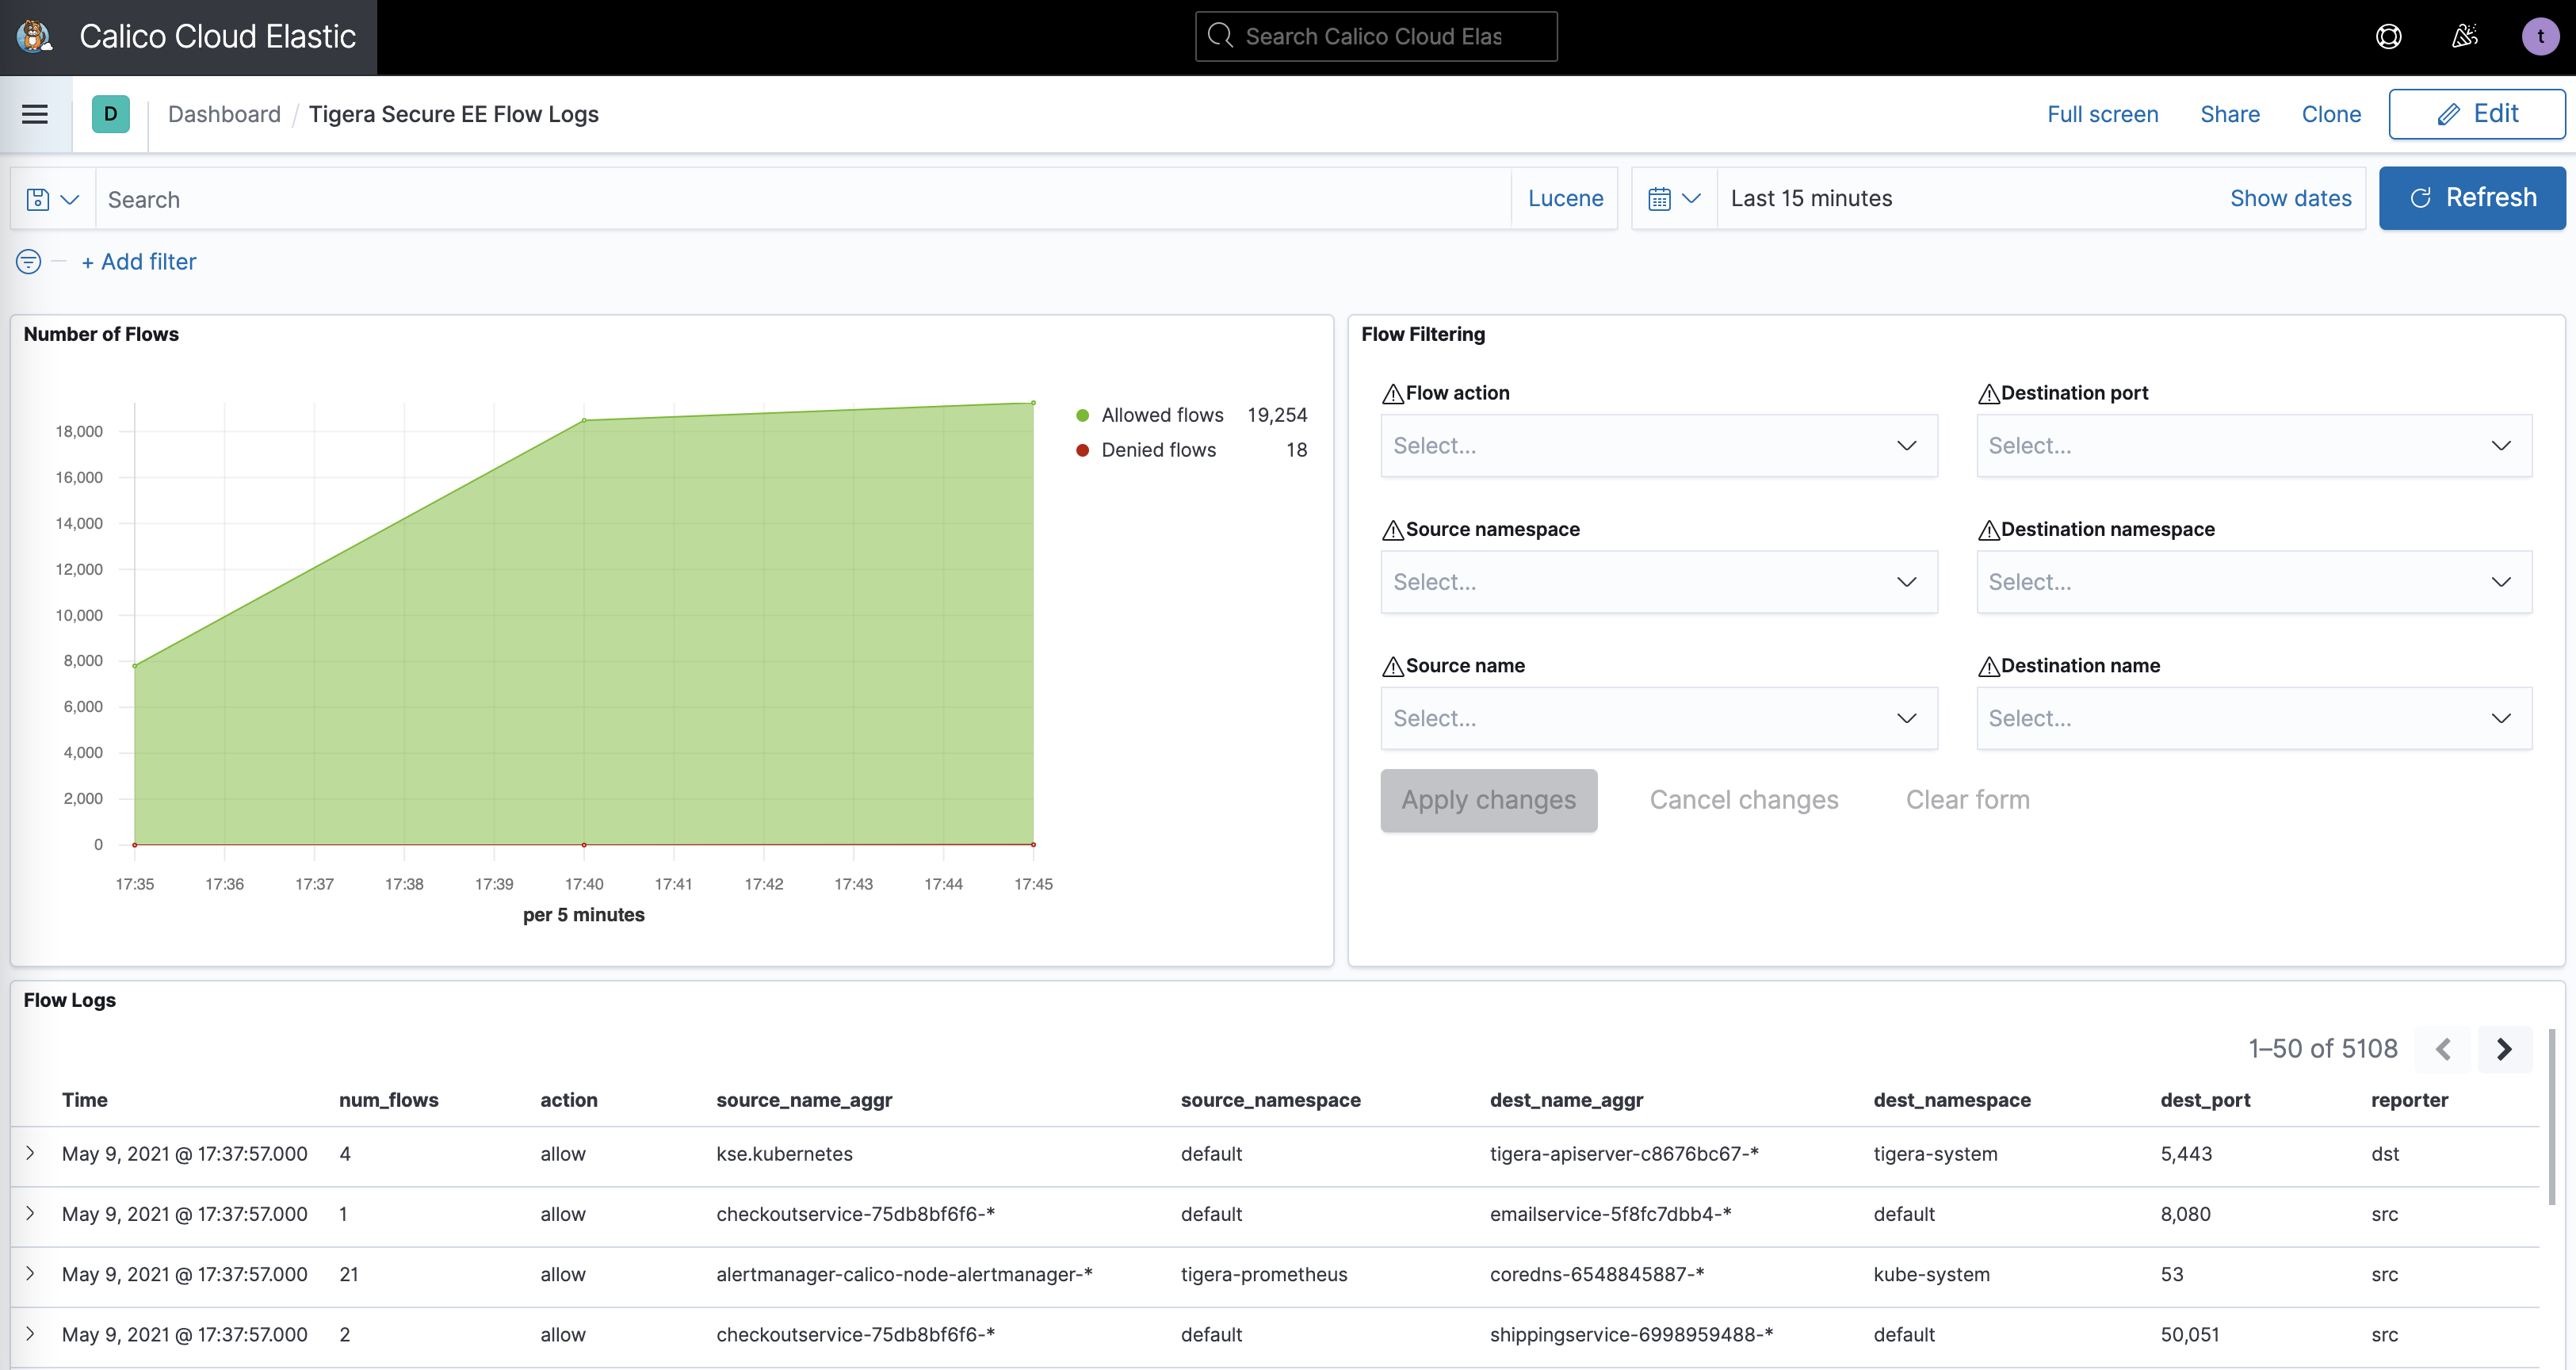 Calico Cloud Elastic
Search Calico Cloud Elas
t
D
Dashboard / Tigera Secure EE Flow Logs
Full screen
Share
Clone
Edit
Search
Lucene
Last 15 minutes
Show dates
Refresh
+ Add filter
Number of Flows
18,000
16,000
14,000
12,000
10,000
8,000
6,000
4,000
2,000
0
17:35 17:36 17:37 17:38 17:39 17:40 17:41 17:42 17:43 17:44 17:45
per 5 minutes
Allowed flows 19,254
Denied flows 18
Flow Filtering
Flow action
Select...
Destination port
Select...
Source namespace
Select...
Destination namespace
Select...
Source name
Select...
Destination name
Select...
Apply changes
Cancel changes
Clear form
Flow Logs
1–50 of 5108
Time num_flows action source_name_aggr source_namespace dest_name_aggr dest_namespace dest_port reporter
May 9, 2021 @ 17:37:57.000 4 allow kse.kubernetes default tigera-apiserver-c8676bc67-* tigera-system 5,443 dst
May 9, 2021 @ 17:37:57.000 1 allow checkoutservice-75db8bf6f6-* default emailservice-5f8fc7dbb4-* default 8,080 src
May 9, 2021 @ 17:37:57.000 21 allow alertmanager-calico-node-alertmanager-* tigera-prometheus coredns-6548845887-* kube-system 53 src
May 9, 2021 @ 17:37:57.000 2 allow checkoutservice-75db8bf6f6-* default shippingservice-6998959488-* default 50,051 src